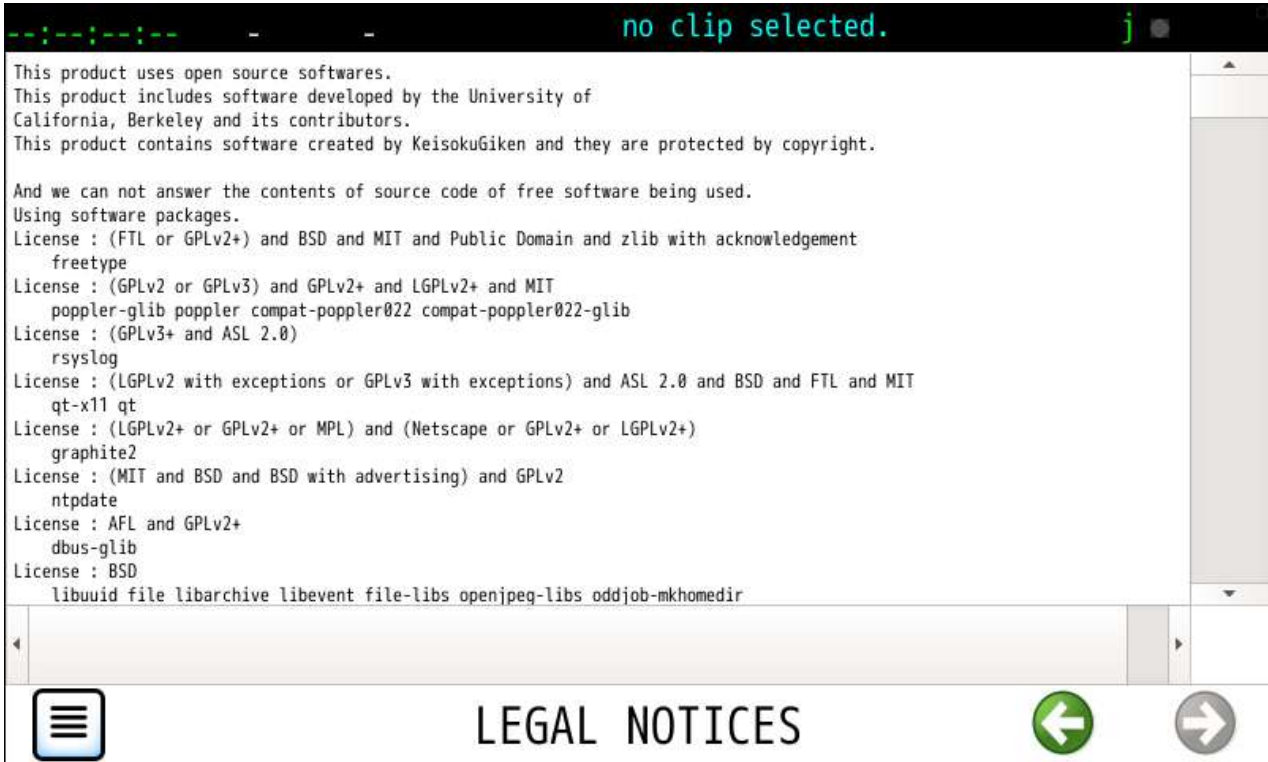 --:--:--:-- - - no clip selected. j
This product uses open source softwares.
This product includes software developed by the University of
California, Berkeley and its contributors.
This product contains software created by KeisokuGiken and they are protected by copyright.
And we can not answer the contents of source code of free software being used.
Using software packages.
License : (FTL or GPLv2+) and BSD and MIT and Public Domain and zlib with acknowledgement
freetype
License : (GPLv2 or GPLv3) and GPLv2+ and LGPLv2+ and MIT
poppler-glib poppler compat-poppler022 compat-poppler022-glib
License : (GPLv3+ and ASL 2.0)
rsyslog
License : (LGPLv2 with exceptions or GPLv3 with exceptions) and ASL 2.0 and BSD and FTL and MIT
qt-x11 qt
License : (LGPLv2+ or GPLv2+ or MPL) and (Netscape or GPLv2+ or LGPLv2+)
graphite2
License : (MIT and BSD and BSD with advertising) and GPLv2
ntpdate
License : AFL and GPLv2+
dbus-glib
License : BSD
libuuid file libarchive libevent file-libs openjpeg-libs oddjob-mkhomedir
LEGAL NOTICES